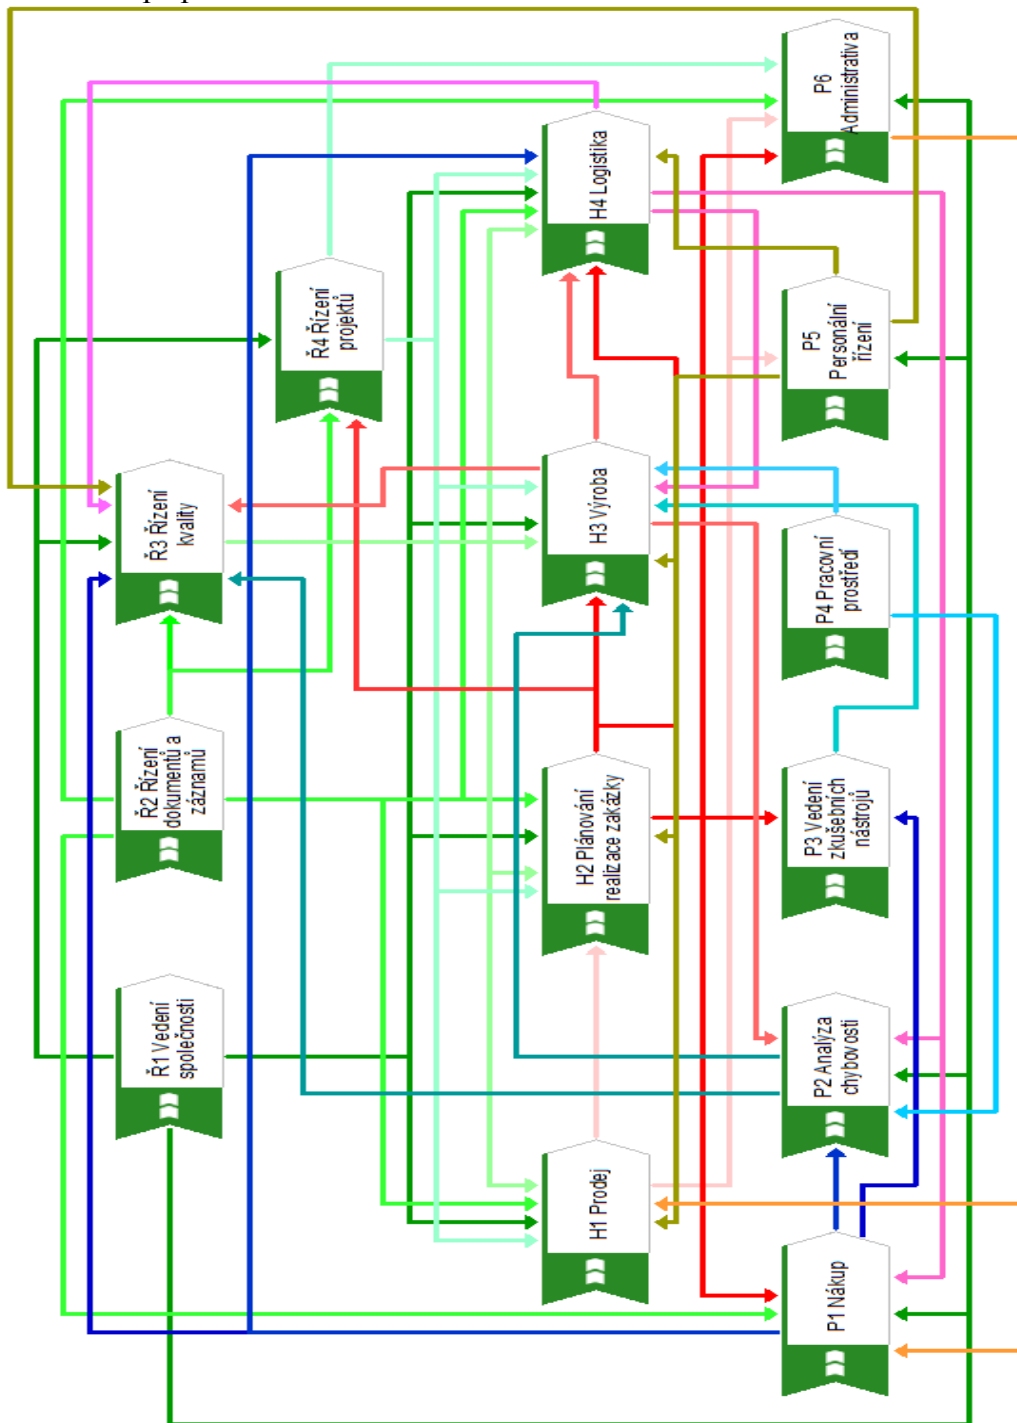 Ř1 Vedení
společnosti
Ř2 Řízení
dokumentů a
záznamů
Ř3 Řízení
kvality
Ř4 Řízení
projektů
H1 Prodej
H2 Plánování
realizace zakázky
H3 Výroba
H4 Logistika
P1 Nákup
P2 Analýza
chybovosti
P3 Vedení
zkušebních
nástrojů
P4 Pracovní
prostředí
P5
Personální
řízení
P6
Administrativa